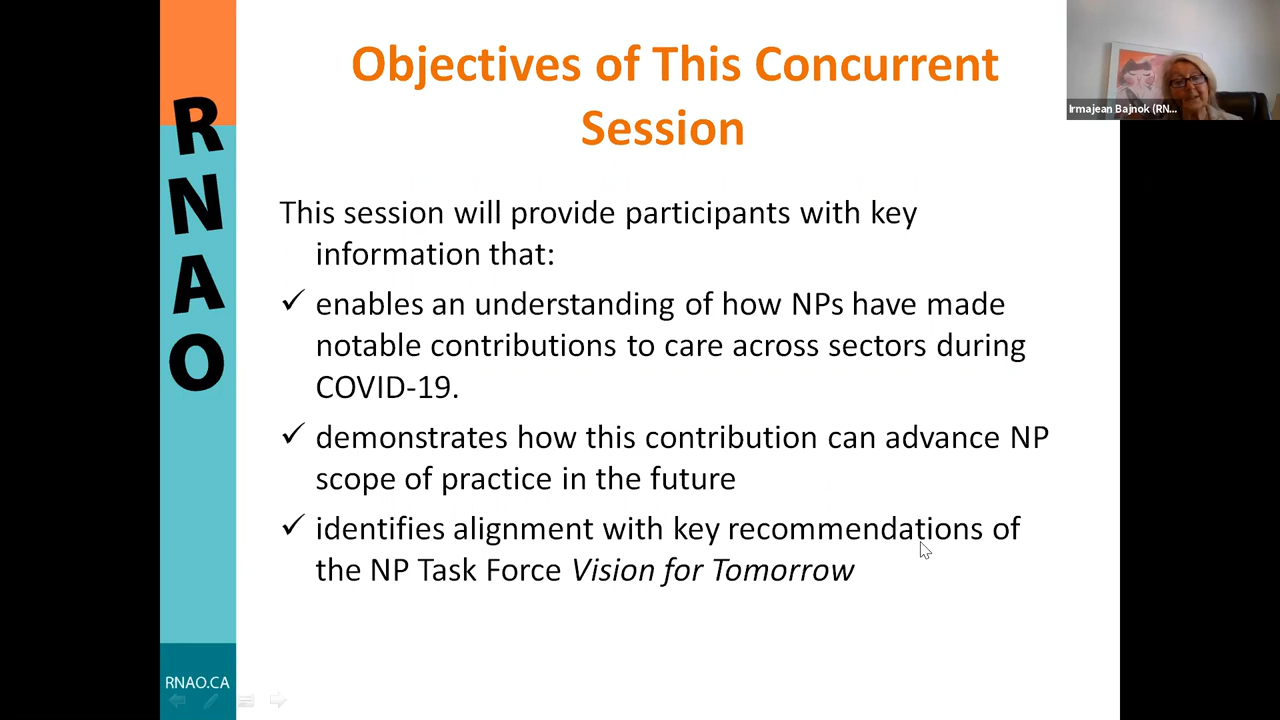 Objectives of This Concurrent
Session
Irmajean Bajnok (RN...
R
N
A
O
This session will provide participants with key
information that:
✓ enables an understanding of how NPs have made
notable contributions to care across sectors during
COVID-19.
✓ demonstrates how this contribution can advance NP
scope of practice in the future
✓ identifies alignment with key recommendations of
the NP Task Force Vision for Tomorrow
RNAO.CA